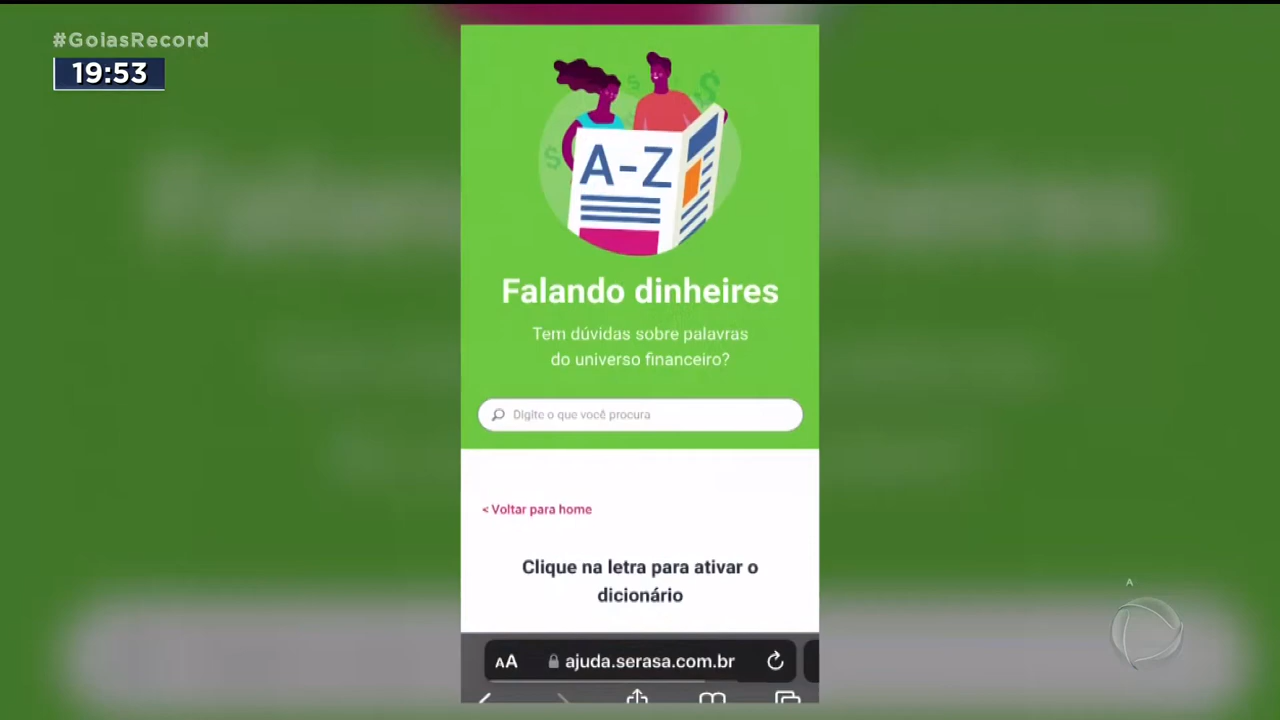 #GoiasRecord
19:53
A-Z
Falando dinheires
Tem dúvidas sobre palavras
do universo financeiro?
Digite o que você procura
< Voltar para home
Clique na letra para ativar o
dicionário
AA
ajuda.serasa.com.br
A